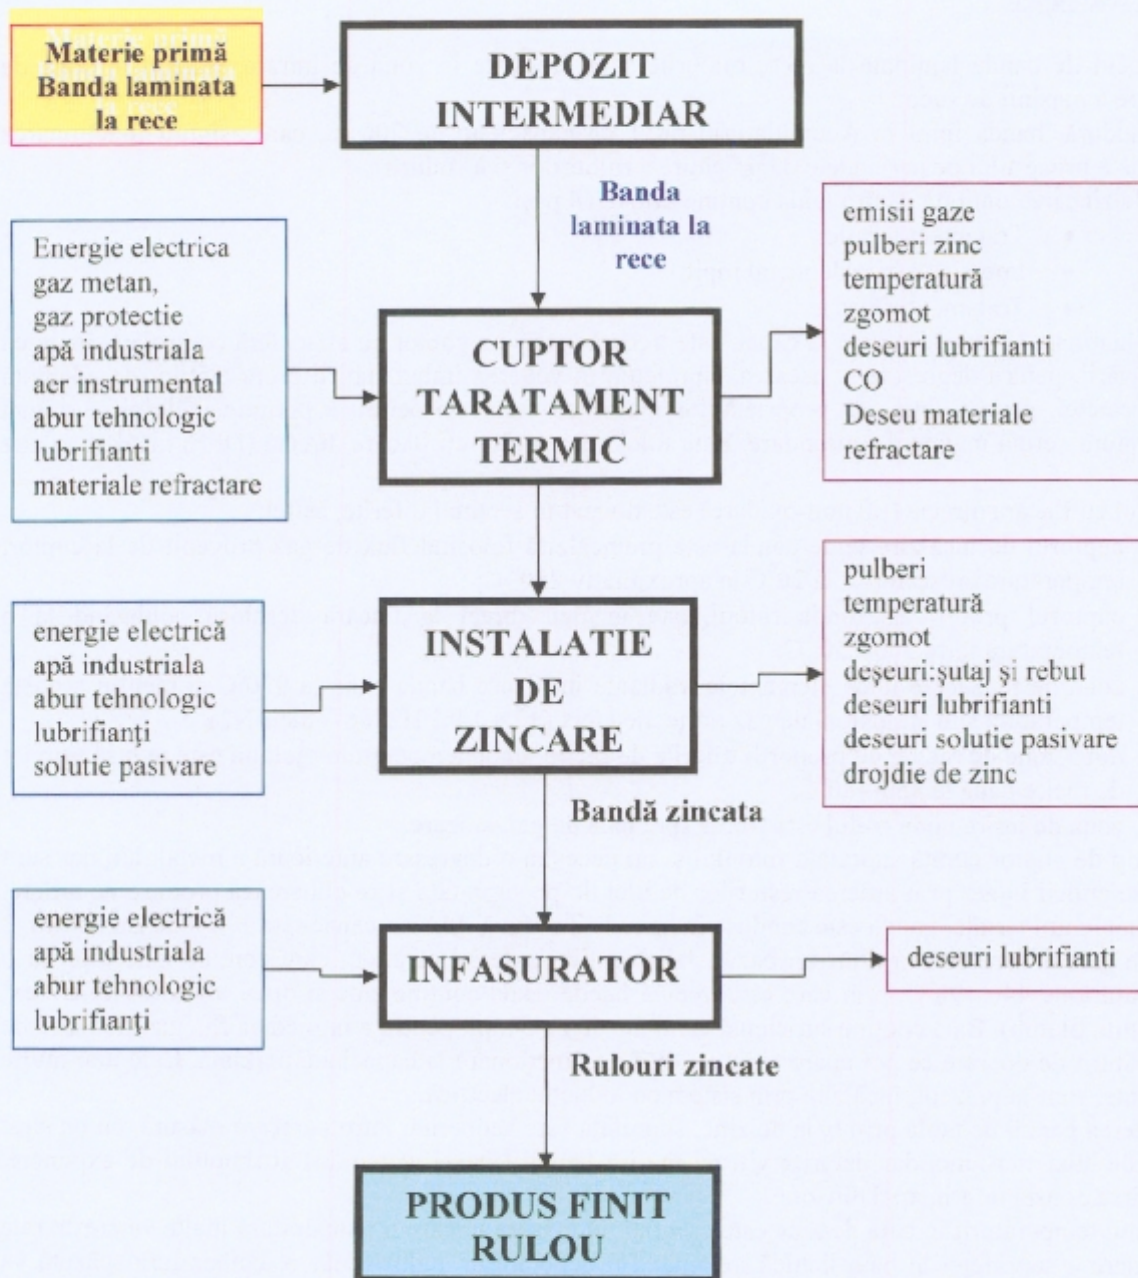 Materie primă
Banda laminata
la rece
DEPOZIT
INTERMEDIAR
Banda
laminata la
rece
Energie electrica
gaz metan,
gaz protectie
apă industriala
aer instrumental
abur tehnologic
lubrifianti
materiale refractare
CUPTOR
TARATAMENT
TERMIC
emisii gaze
pulberi zinc
temperatură
zgomot
deseuri lubrifianti
CO
Deseu materiale
refractare
energie electrică
apă industriala
abur tehnologic
lubrifianţi
solutie pasivare
INSTALATIE
DE
ZINCARE
pulberi
temperatură
zgomot
deşeuri:şutaj şi rebut
deseuri lubrifianti
deseuri solutie pasivare
drojdie de zinc
Bandă zincata
energie electrică
apă industriala
abur tehnologic
lubrifianţi
INFASURATOR
deseuri lubrifianti
Rulouri zincate
PRODUS FINIT
RULOU